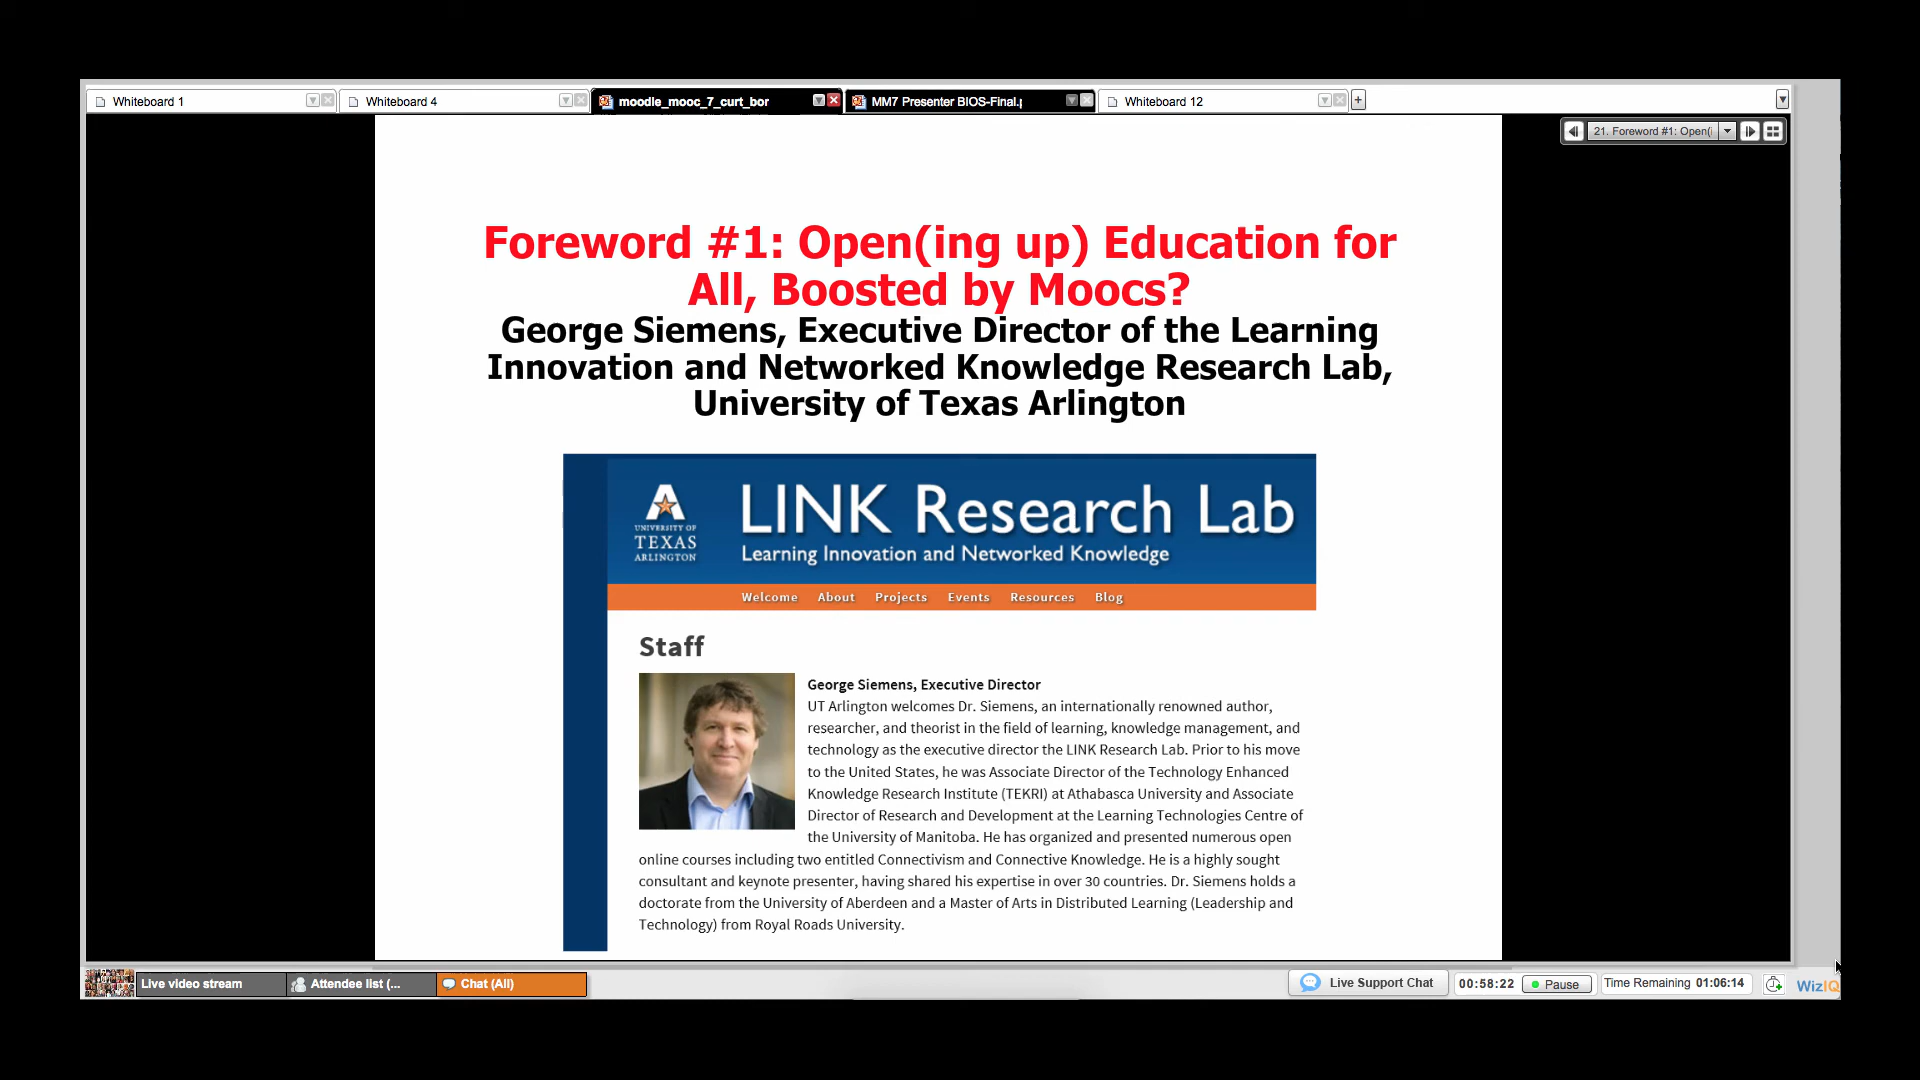 Whiteboard 1
Whiteboard 4
moodle_mooc_7_curt_bor
MM7 Presenter BIOS-Final.p
Whiteboard 12
21. Foreword #1: Open(i
Foreword #1: Open(ing up) Education for
All, Boosted by Moocs?
George Siemens, Executive Director of the Learning
Innovation and Networked Knowledge Research Lab,
University of Texas Arlington
UNIVERSITY OF
TEXAS
ARLINGTON
LINK Research Lab
Learning Innovation and Networked Knowledge
Welcome About Projects Events Resources Blog
Staff
George Siemens, Executive Director
UT Arlington welcomes Dr. Siemens, an internationally renowned author,
researcher, and theorist in the field of learning, knowledge management, and
technology as the executive director the LINK Research Lab. Prior to his move
to the United States, he was Associate Director of the Technology Enhanced
Knowledge Research Institute (TEKRI) at Athabasca University and Associate
Director of Research and Development at the Learning Technologies Centre of
the University of Manitoba. He has organized and presented numerous open
online courses including two entitled Connectivism and Connective Knowledge. He is a highly sought
consultant and keynote presenter, having shared his expertise in over 30 countries. Dr. Siemens holds a
doctorate from the University of Aberdeen and a Master of Arts in Distributed Learning (Leadership and
Technology) from Royal Roads University.
Live video stream
Attendee list (...
Chat (All)
Live Support Chat
00:58:22
Pause
Time Remaining 01:06:14
WizIQ